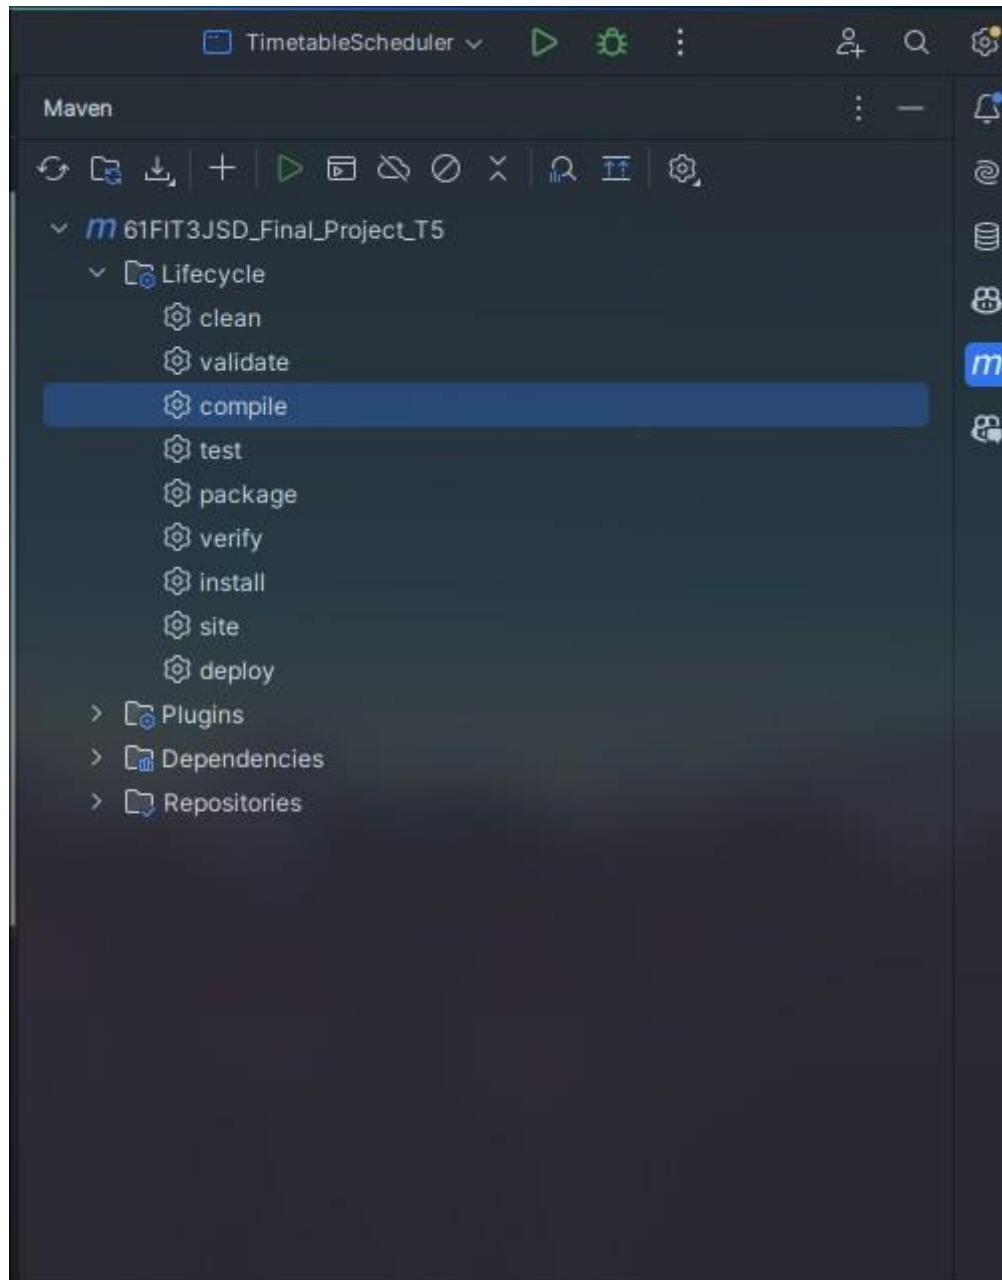 TimetableScheduler
Maven
m 61FIT3JSD_Final_Project_T5
Lifecycle
clean
validate
compile
m
test
package
verify
install
site
deploy
Plugins
Dependencies
Repositories